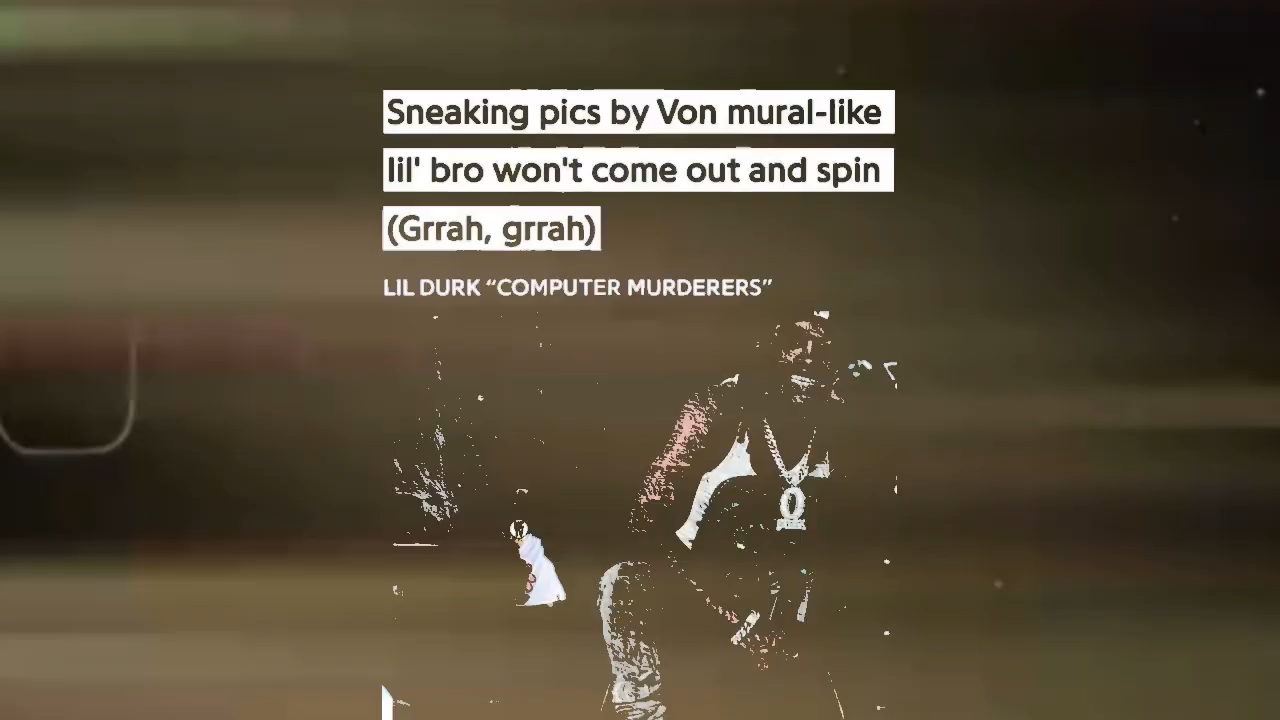 Sneaking pics by Von mural-like
lil' bro won't come out and spin
(Grrah, grrah)
LIL DURK “COMPUTER MURDERERS”